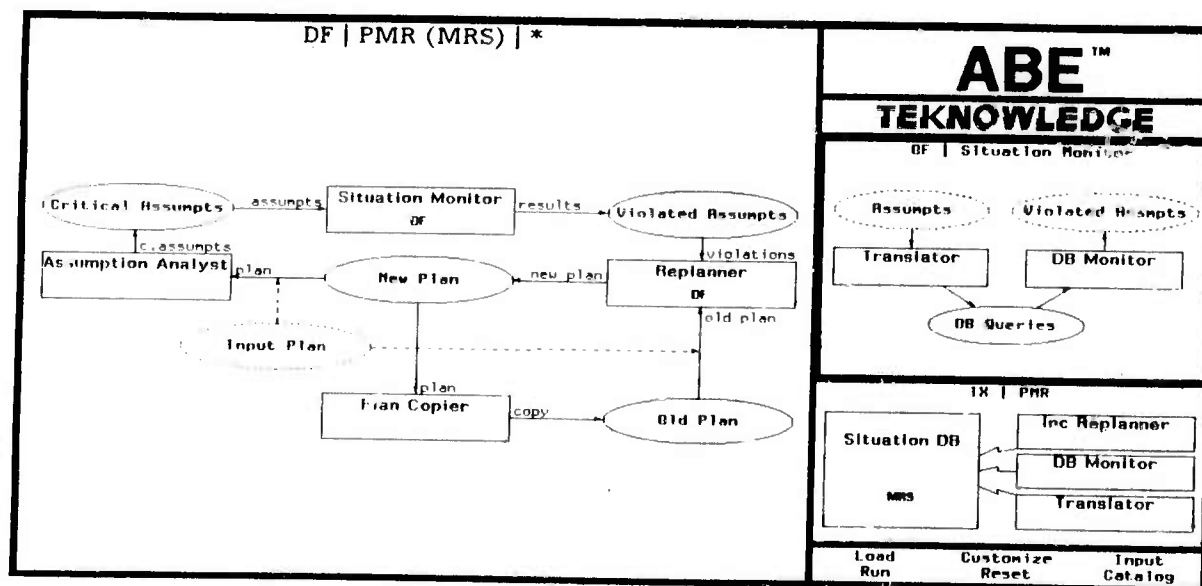 DF | PMR (MRS) | *
Critical Assumpts
assumpts
Situation Monitor
DF
results
Violated Assumpts
c.assumpts
violations
Assumption Analyst
plan
New Plan
new plan
Replanner
DF
old plan
Input Plan
plan
Plan Copier
copy
Old Plan
ABE™
TEKNOWLEDGE
DF | Situation Monitor
Assumpts
Violated Assmpts
Translator
DB Monitor
DB Queries
TX | PMR
Situation DB
MRS
Inc Replanner
DB Monitor
Translator
Load Customize Input
Run Reset Catalog